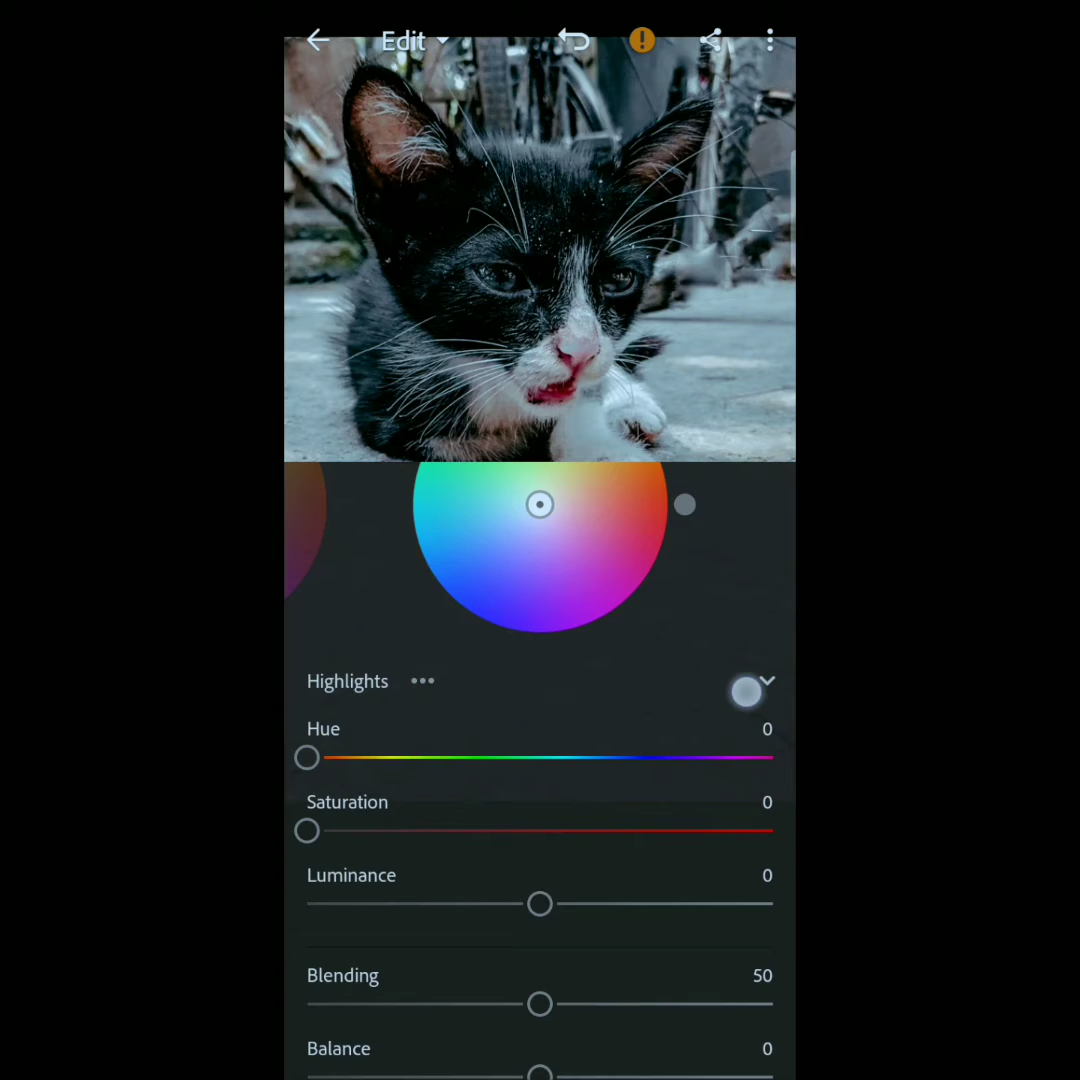 Edit
Highlights
Hue 0
Saturation 0
Luminance 0
Blending 50
Balance 0